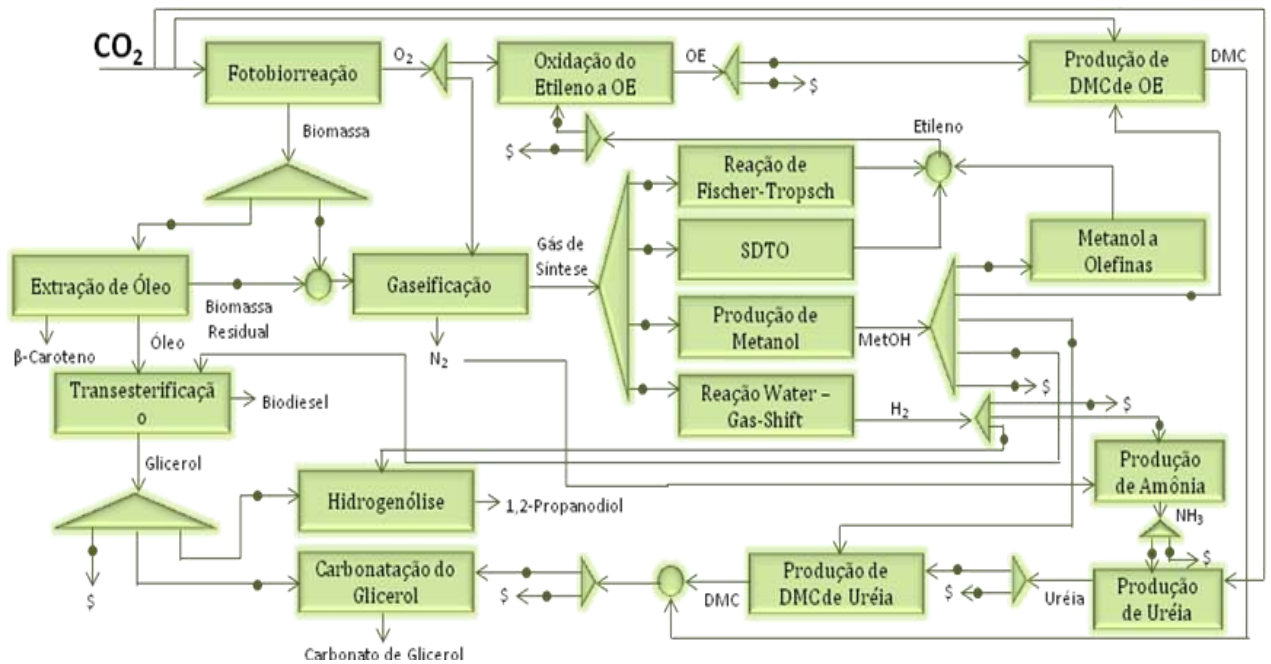 CO₂
Fotobiorreação
O₂
Oxidação do
Etileno a OE
OE
$
Produção de
DMC de OE
DMC
Biomassa
$
Etileno
Reação de
Fischer-Tropsch
SDTO
Metanol a
Olefinas
Extração de Óleo
Biomassa
Residual
Gaseificação
Gás de
Síntese
Produção de
Metanol
MetOH
β-Caroteno
Óleo
N₂
$
Transesterificaçã
o
Biodiesel
Reação Water –
Gas-Shift
H₂
$
Glicerol
Produção
de Amônia
Hidrogenólise
1,2-Propanodiol
NH₃
$
Carbonatação do
Glicerol
$
$
DMC
Produção de
DMC de Uréia
$
Uréia
Produção
de Uréia
Carbonato de Glicerol